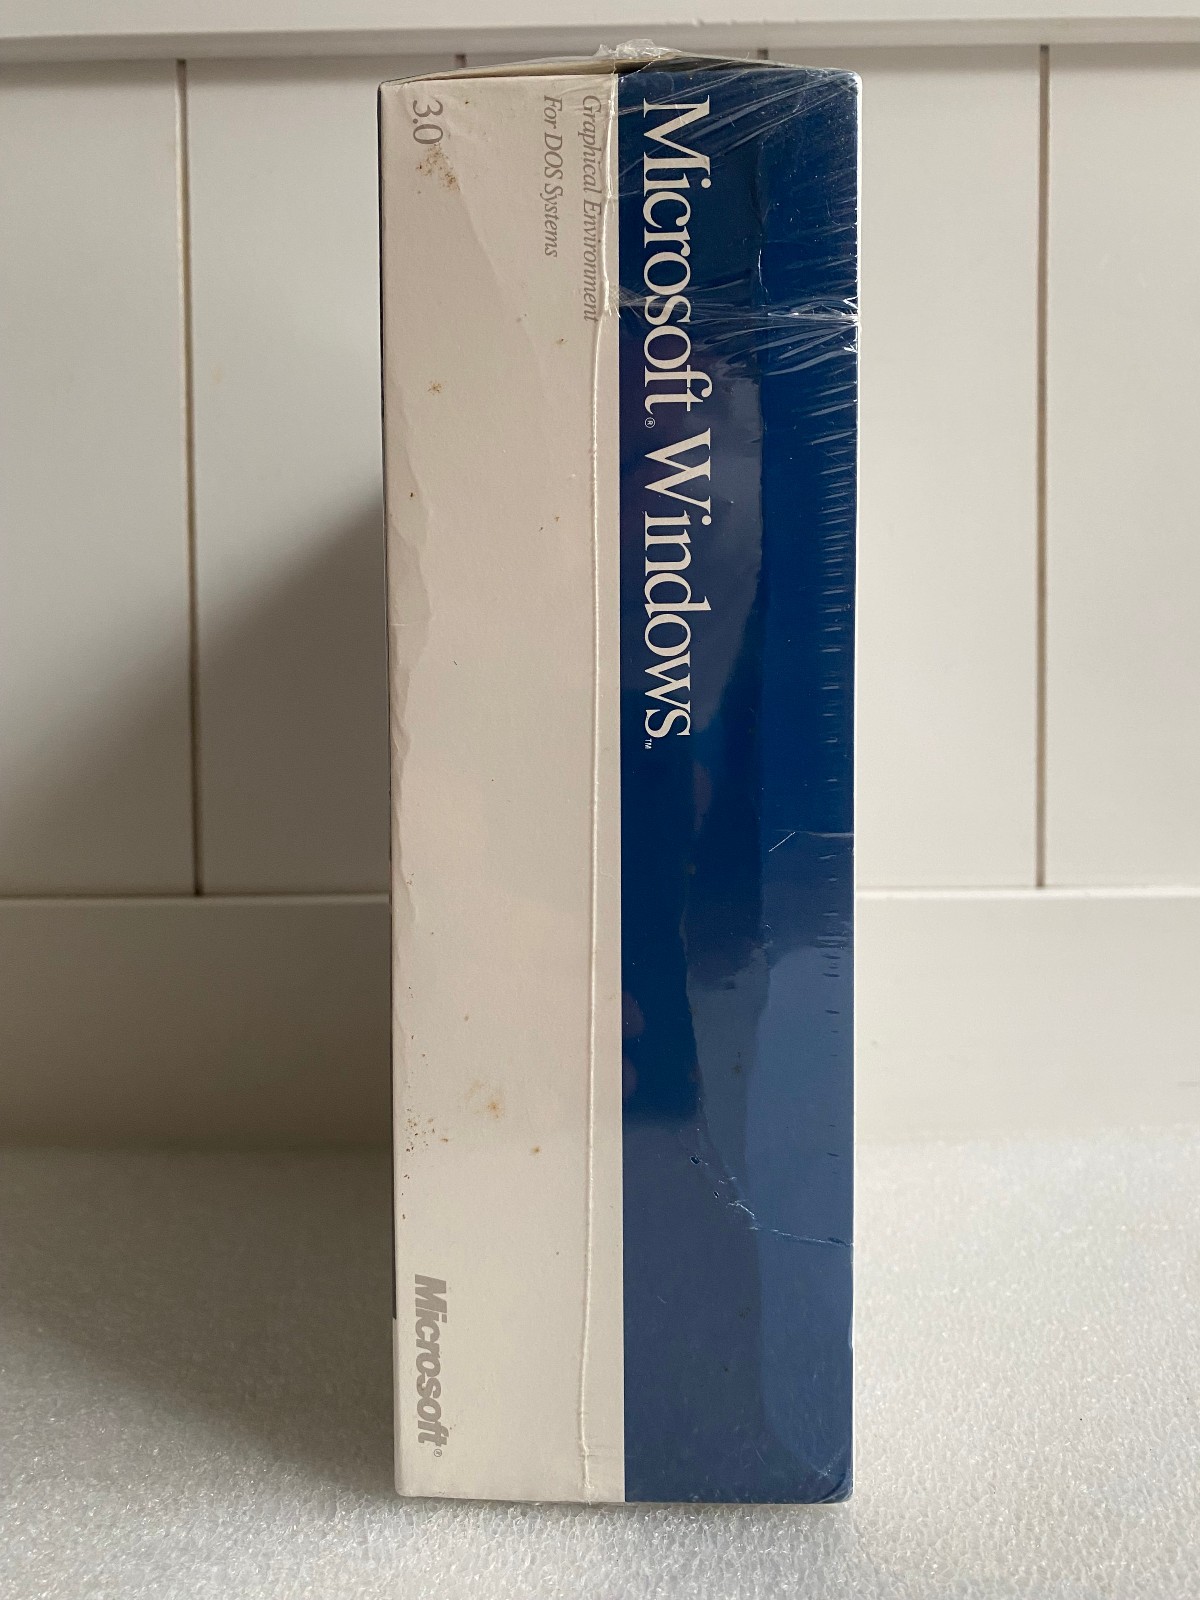 Microsoft® Windows™
Graphical Environment
For DOS Systems
3.0
Microsoft®